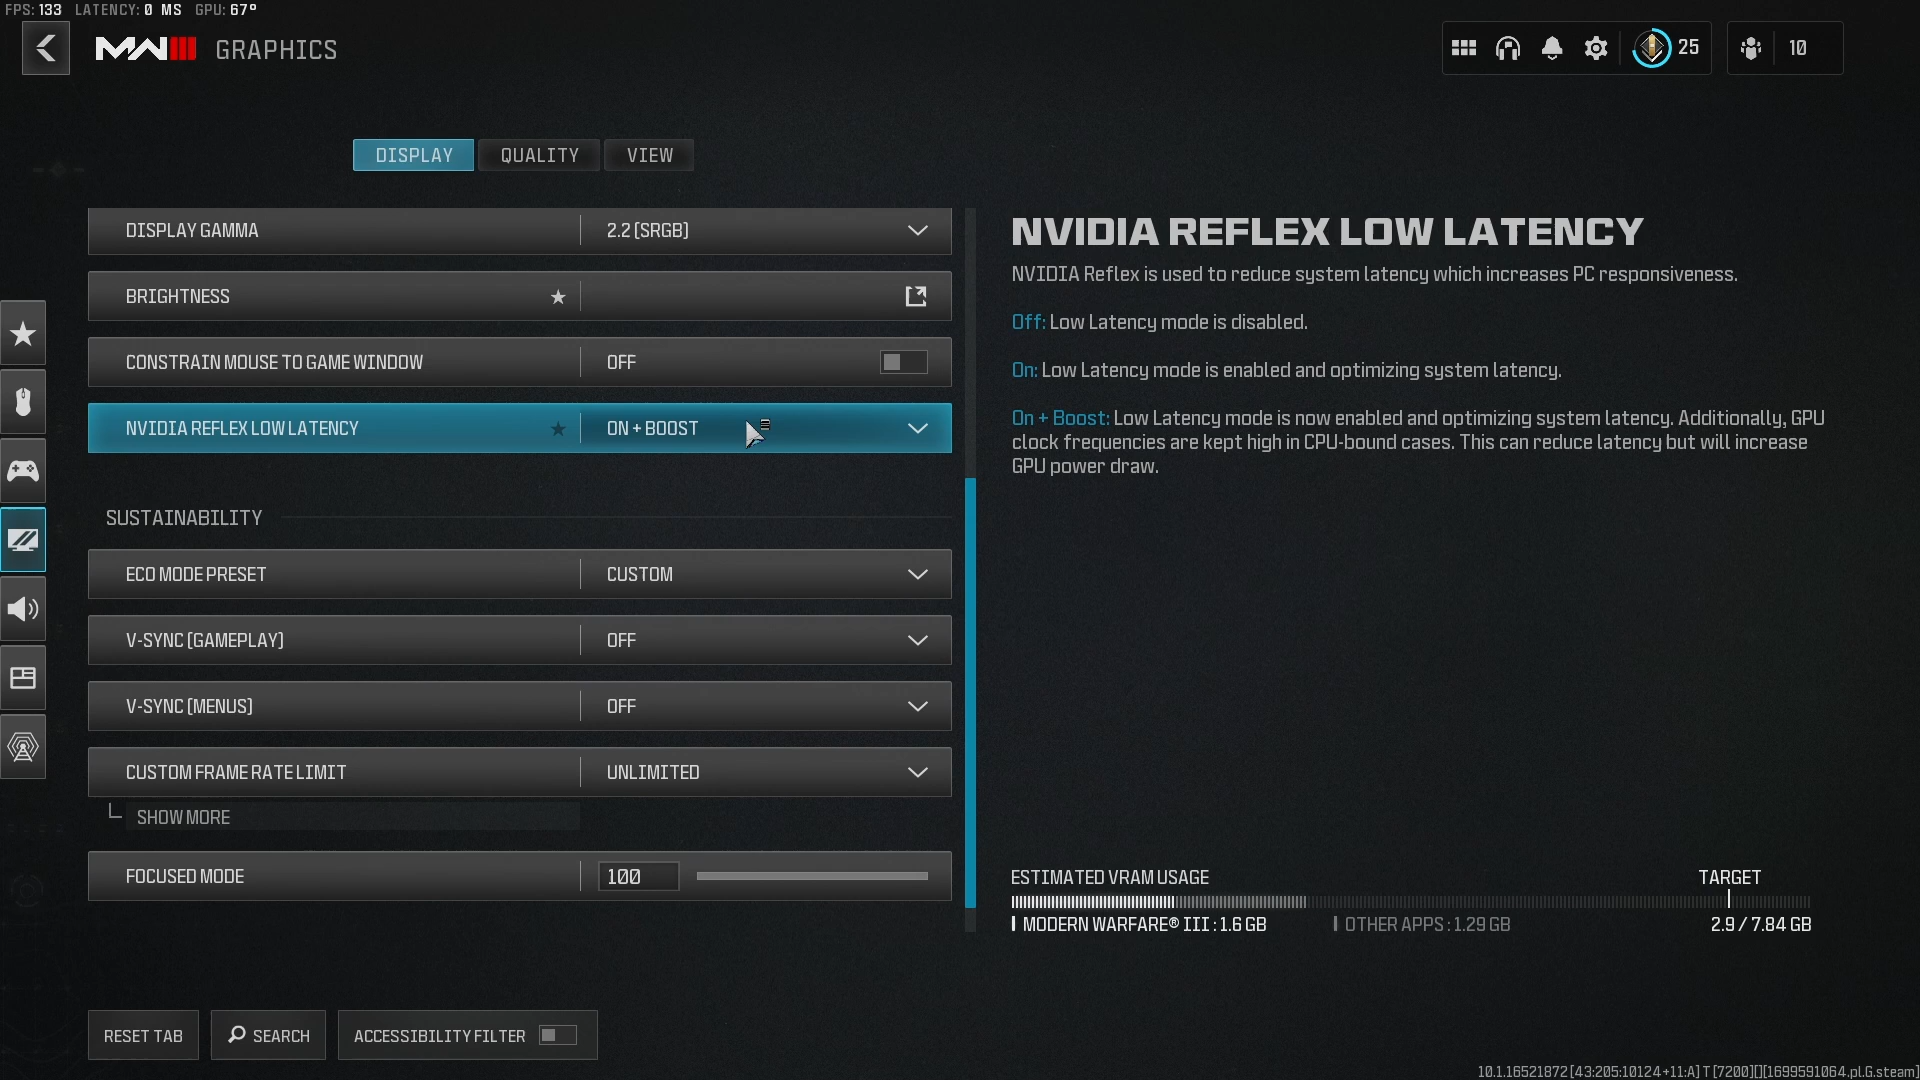 FPS: 133 LATENCY: 0 MS GPU: 67°
MWIII GRAPHICS
25
10
DISPLAY QUALITY VIEW
DISPLAY GAMMA 2.2 (SRGB)
BRIGHTNESS
CONSTRAIN MOUSE TO GAME WINDOW OFF
NVIDIA REFLEX LOW LATENCY ON + BOOST
SUSTAINABILITY
ECO MODE PRESET CUSTOM
V-SYNC (GAMEPLAY) OFF
V-SYNC (MENUS) OFF
CUSTOM FRAME RATE LIMIT UNLIMITED
SHOW MORE
FOCUSED MODE 100
NVIDIA REFLEX LOW LATENCY
NVIDIA Reflex is used to reduce system latency which increases PC responsiveness.
Off: Low Latency mode is disabled.
On: Low Latency mode is enabled and optimizing system latency.
On + Boost: Low Latency mode is now enabled and optimizing system latency. Additionally, GPU
clock frequencies are kept high in CPU-bound cases. This can reduce latency but will increase
GPU power draw.
ESTIMATED VRAM USAGE TARGET
MODERN WARFARE® III : 1.6 GB OTHER APPS : 1.29 GB 2.9 / 7.84 GB
RESET TAB SEARCH ACCESSIBILITY FILTER
10.1.16521872 [43:205:10124+11:A] T [7200][][1699591064.pl.G.steam]